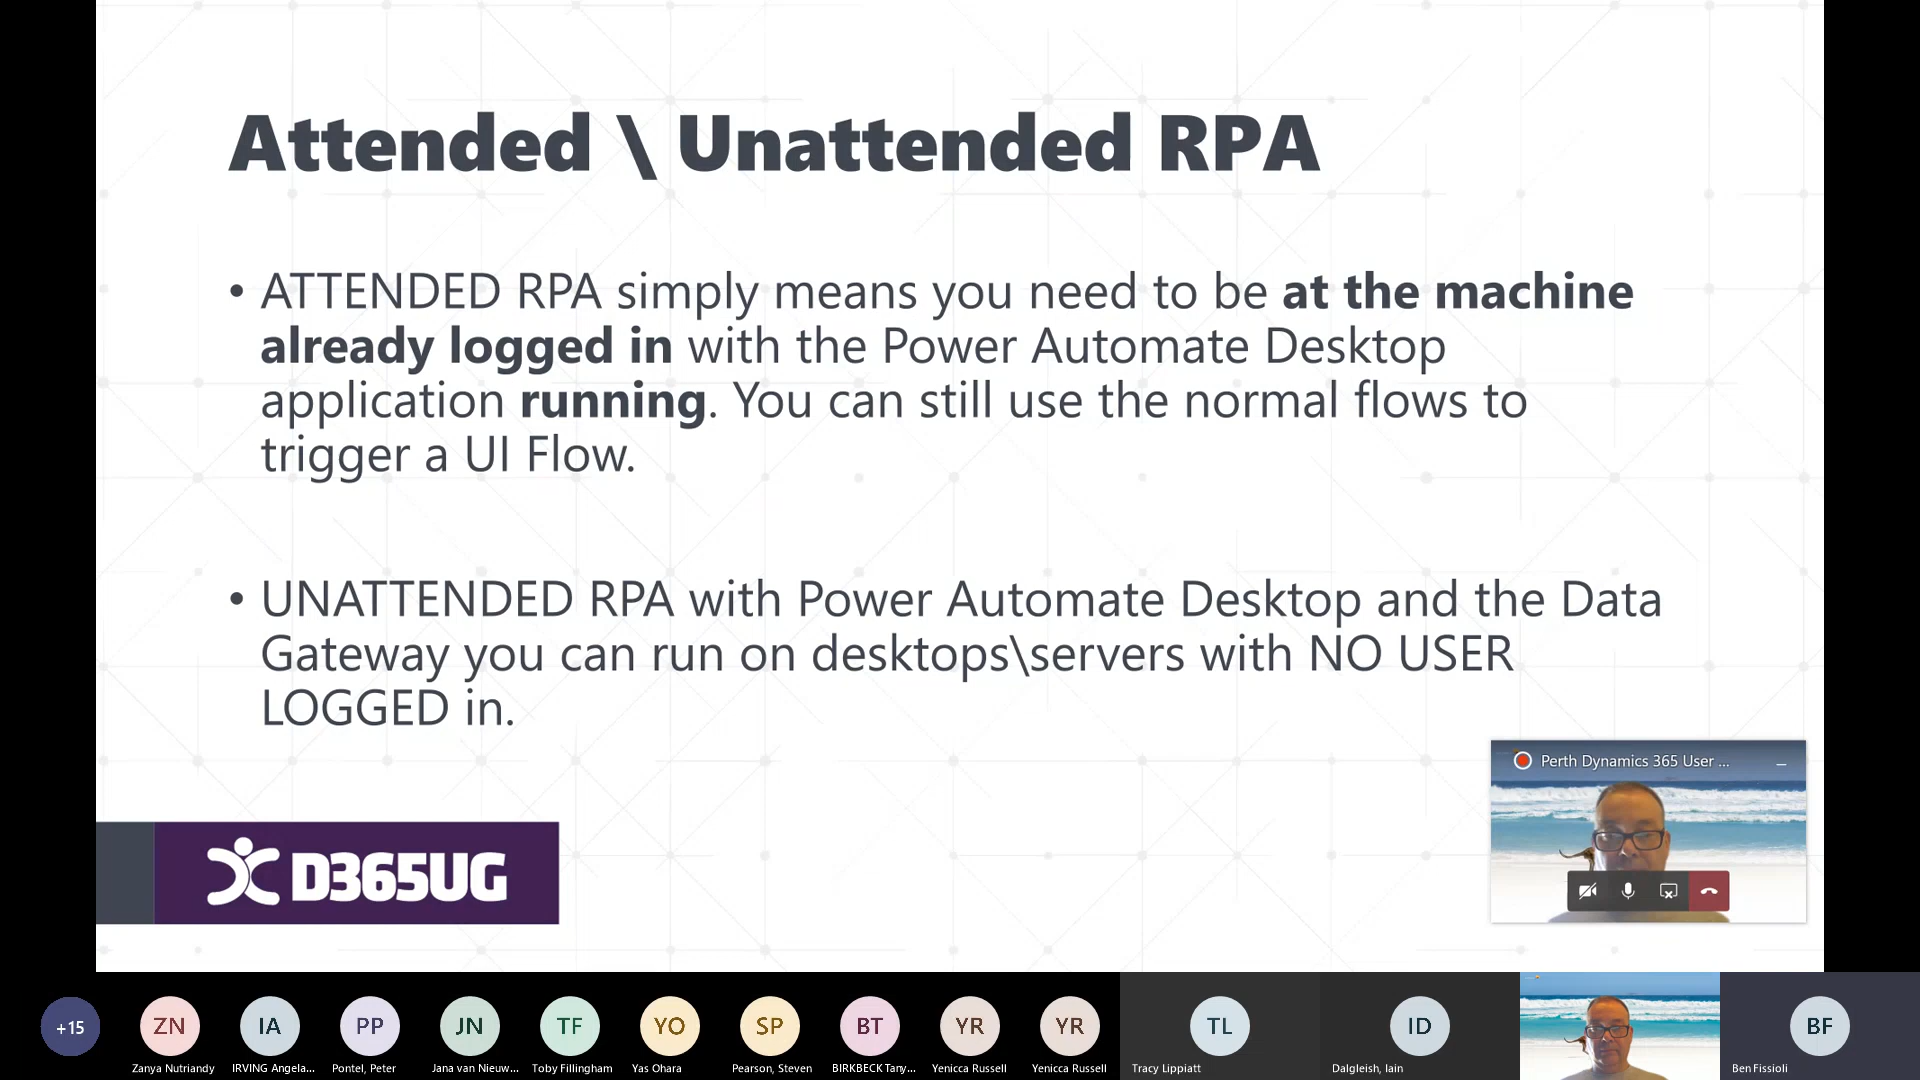 Attended \ Unattended RPA
• ATTENDED RPA simply means you need to be at the machine
already logged in with the Power Automate Desktop
application running. You can still use the normal flows to
trigger a UI Flow.
• UNATTENDED RPA with Power Automate Desktop and the Data
Gateway you can run on desktops\servers with NO USER
LOGGED in.
Perth Dynamics 365 User ...
D365UG
+15
ZN
IA
PP
JN
TF
YO
SP
BT
YR
YR
TL
ID
BF
Zanya Nutriandy
IRVING Angela...
Pontel, Peter
Jana van Nieuw...
Toby Fillingham
Yas Ohara
Pearson, Steven
BIRKBECK Tany...
Yenicca Russell
Yenicca Russell
Tracy Lippiatt
Dalgleish, Iain
Ben Fissioli